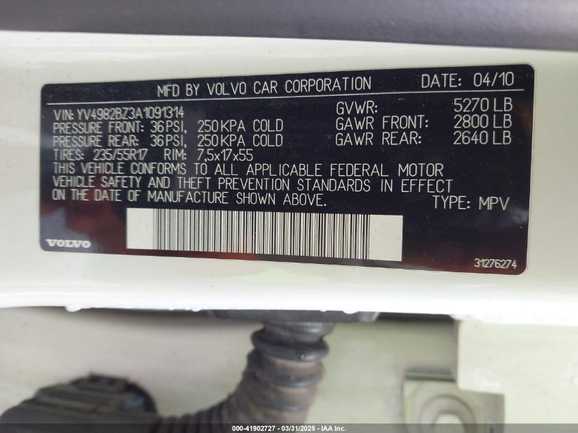 MFD BY VOLVO CAR CORPORATION DATE: 04/10
VIN: YV4982BZ3A1091314 GVWR: 5270 LB
PRESSURE FRONT: 36 PSI, 250 KPA COLD GAWR FRONT: 2800 LB
PRESSURE REAR: 36 PSI, 250 KPA COLD GAWR REAR: 2640 LB
TIRES: 235/55R17 RIM: 7,5x17x55
THIS VEHICLE CONFORMS TO ALL APPLICABLE FEDERAL MOTOR
VEHICLE SAFETY AND THEFT PREVENTION STANDARDS IN EFFECT
ON THE DATE OF MANUFACTURE SHOWN ABOVE. TYPE: MPV
VOLVO 31276274
000-41902727 - 03/31/2025 - IAA Inc.